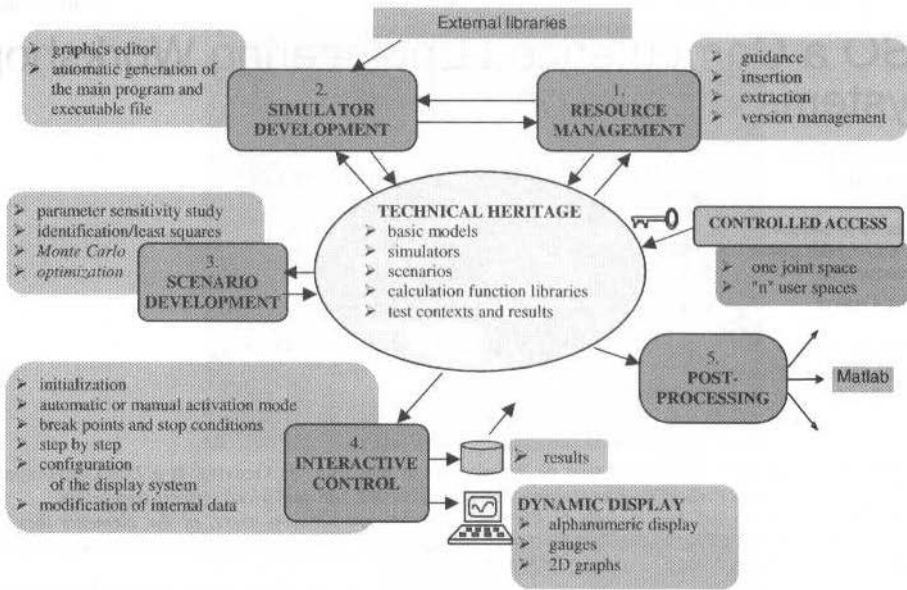 External libraries
➢ graphics editor
➢ automatic generation of
the main program and
executable file
2.
SIMULATOR
DEVELOPMENT
1.
RESOURCE
MANAGEMENT
➢ guidance
➢ insertion
➢ extraction
➢ version management
TECHNICAL HERITAGE
➢ basic models
➢ simulators
➢ scenarios
➢ calculation function libraries
➢ test contexts and results
CONTROLLED ACCESS
➢ one joint space
➢ "n" user spaces
➢ parameter sensitivity study
➢ identification/least squares
➢ Monte Carlo
➢ optimization
3.
SCENARIO
DEVELOPMENT
5.
POST-
PROCESSING
Matlab
➢ initialization
➢ automatic or manual activation mode
➢ break points and stop conditions
➢ step by step
➢ configuration
of the display system
➢ modification of internal data
4.
INTERACTIVE
CONTROL
➢ results
DYNAMIC DISPLAY
➢ alphanumeric display
➢ gauges
➢ 2D graphs